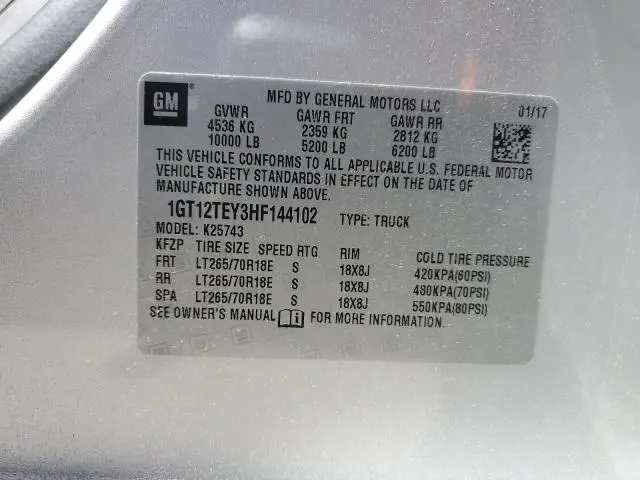 GM MFD BY GENERAL MOTORS LLC 01/17
GVWR GAWR FRT GAWR RR
4536 KG 2359 KG 2812 KG
10000 LB 5200 LB 6200 LB
THIS VEHICLE CONFORMS TO ALL APPLICABLE U.S. FEDERAL MOTOR
VEHICLE SAFETY STANDARDS IN EFFECT ON THE DATE OF
MANUFACTURE SHOWN ABOVE.
1GT12TEY3HF144102 TYPE: TRUCK
MODEL: K25743
KFZP TIRE SIZE SPEED RTG RIM COLD TIRE PRESSURE
FRT LT265/70R18E S 18X8J 420KPA(60PSI)
RR LT265/70R18E S 18X8J 480KPA(70PSI)
SPA LT265/70R18E S 18X8J 550KPA(80PSI)
SEE OWNER'S MANUAL FOR MORE INFORMATION.